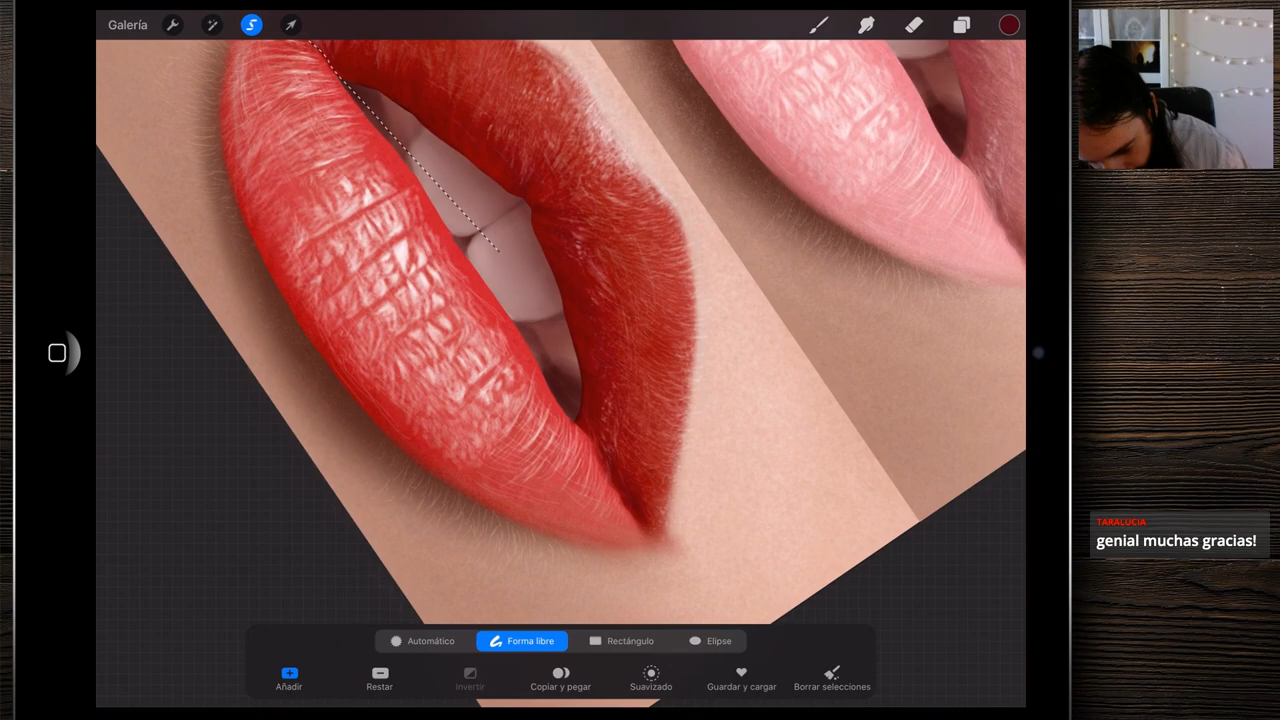 Galería
Automático
Forma libre
Rectángulo
Elipse
Añadir
Restar
Invertir
Copiar y pegar
Suavizado
Guardar y cargar
Borrar selecciones
TARALUCIA
genial muchas gracias!